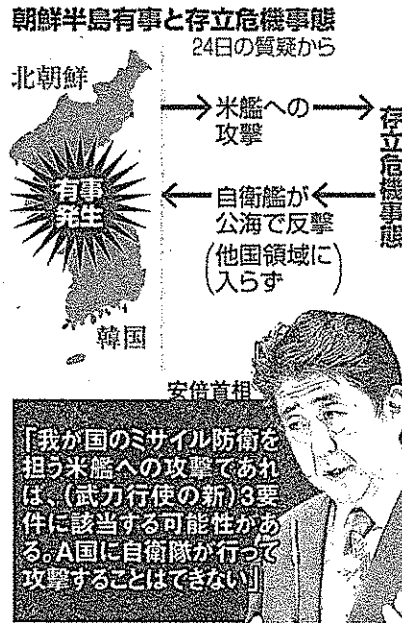 朝鮮半島有事と存立危機事態
24日の質疑から
北朝鮮
有事
発生
韓国
米艦への
攻撃
存立危機事態
自衛艦が
公海で反撃
(他国領域に
入らず)
安倍首相
「我が国のミサイル防衛を
担う米艦への攻撃であれ
ば、(武力行使の新)3要
件に該当する可能性があ
る。A国に自衛隊が行って
攻撃することはできない」